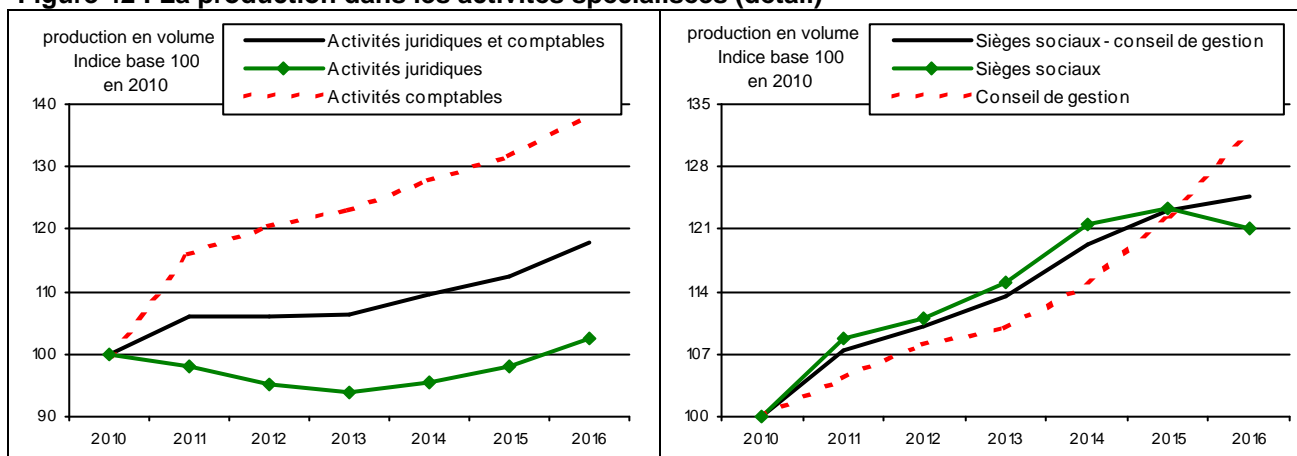 Figure 42 : La production dans les activités spécialisées (détail)
production en volume
Indice base 100
en 2010
Activités juridiques et comptables
Activités juridiques
Activités comptables
140
130
120
110
100
90
2010 2011 2012 2013 2014 2015 2016
production en volume
Indice base 100
en 2010
Sièges sociaux - conseil de gestion
Sièges sociaux
Conseil de gestion
135
128
121
114
107
100
2010 2011 2012 2013 2014 2015 2016